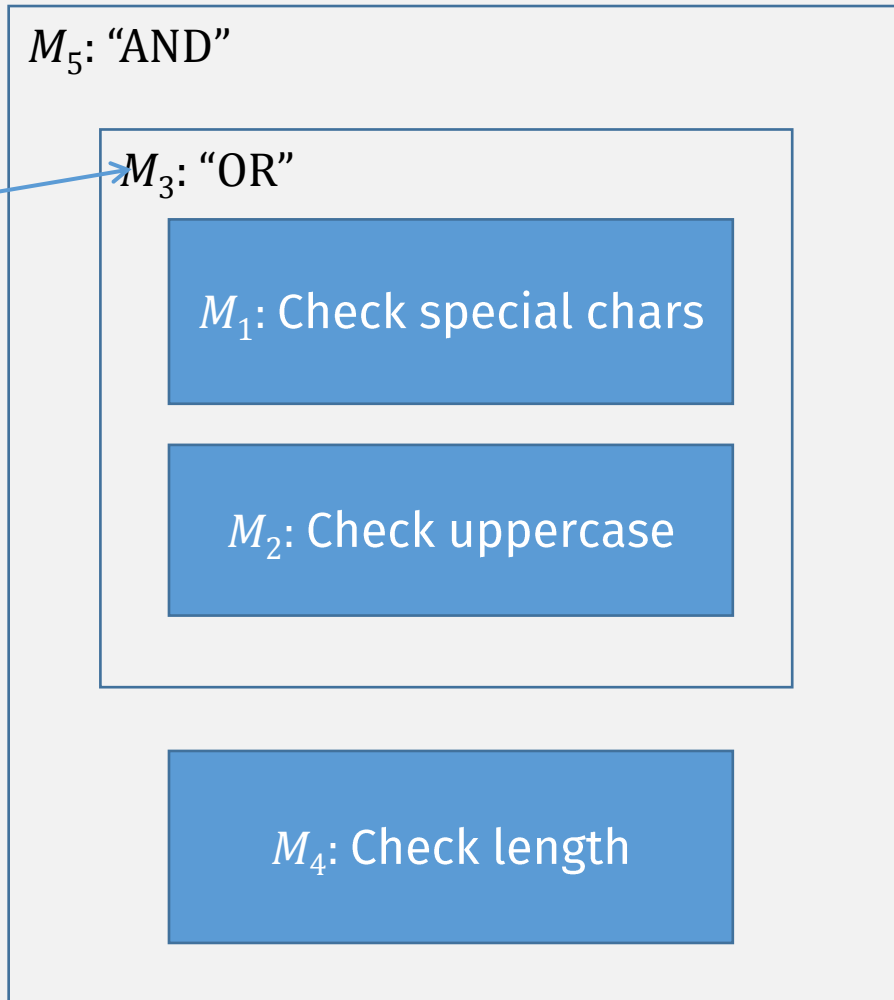 M₅: “AND”
M₃: “OR”
M₁: Check special chars
M₂: Check uppercase
M₄: Check length